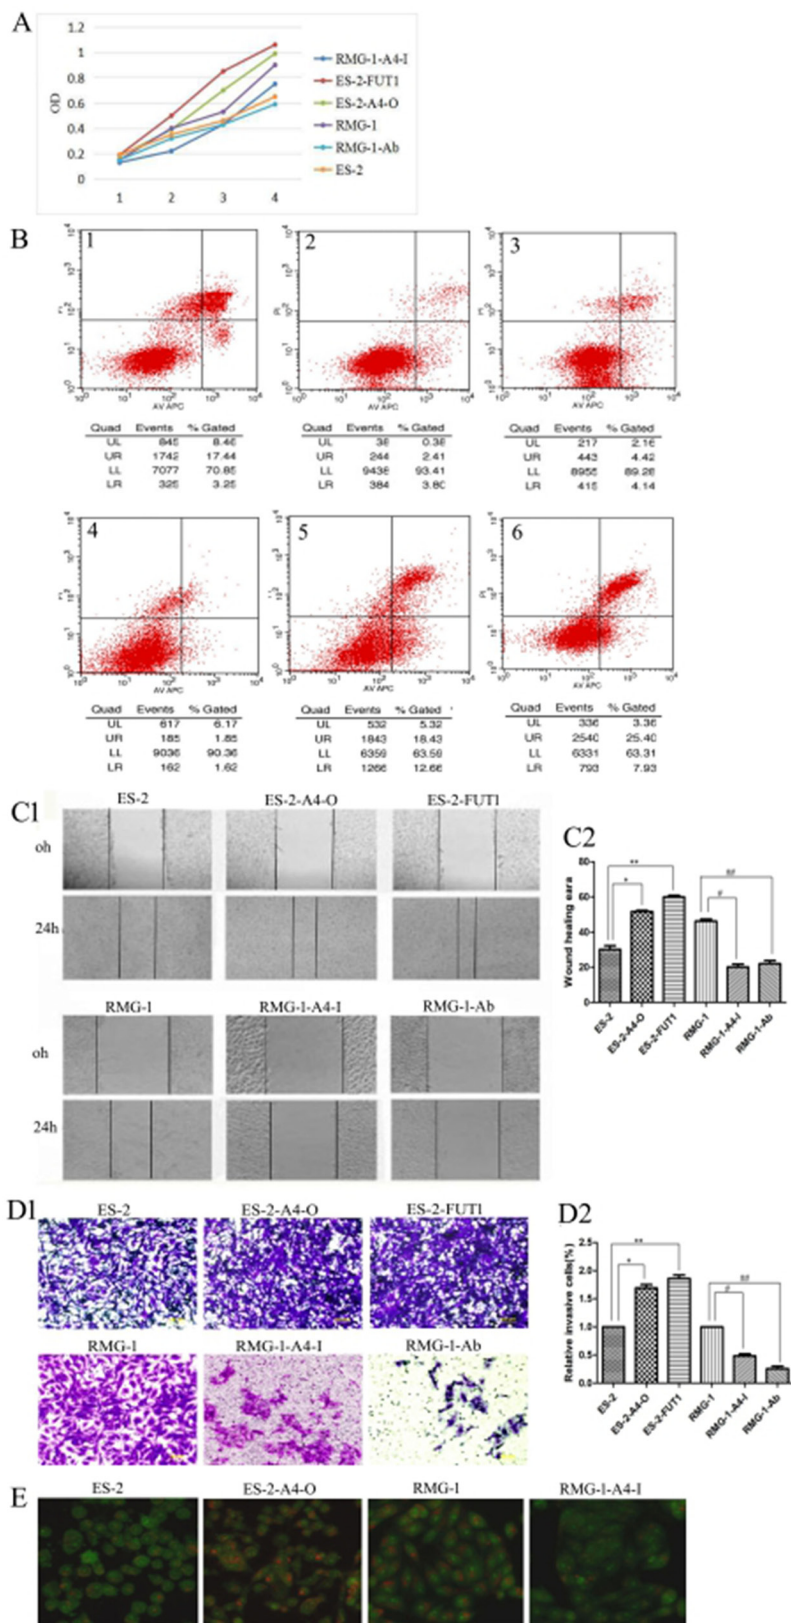 A
1.2
1
0.8
0.6
0.4
0.2
0
OD
1 2 3 4
RMG-1-A4-I
ES-2-FUT1
ES-2-A4-O
RMG-1
RMG-1-Ab
ES-2
B
1 2 3
AV APC AV APC AV APC
Quad Events % Gated
UL 845 8.46
UR 1742 17.44
LL 7077 70.85
LR 325 3.25
Quad Events % Gated
UL 38 0.38
UR 244 2.41
LL 9438 93.41
LR 384 3.80
Quad Events % Gated
UL 217 2.16
UR 443 4.42
LL 8955 89.28
LR 415 4.14
4 5 6
AV APC AV APC AV APC
Quad Events % Gated
UL 617 6.17
UR 185 1.85
LL 9036 90.36
LR 162 1.62
Quad Events % Gated
UL 532 5.32
UR 1843 18.43
LL 6359 63.59
LR 1266 12.66
Quad Events % Gated
UL 336 3.36
UR 2540 25.40
LL 6331 63.31
LR 793 7.93
C1
ES-2 ES-2-A4-O ES-2-FUT1
oh
24h
RMG-1 RMG-1-A4-I RMG-1-Ab
oh
24h
C2
Wound healing eara
80
60
40
20
0
** * # ##
ES-2 ES-2-A4-O ES-2-FUT1 RMG-1 RMG-1-A4-I RMG-1-Ab
D1
ES-2 ES-2-A4-O ES-2-FUT1
RMG-1 RMG-1-A4-I RMG-1-Ab
D2
Relative invasive cells(%)
2.5
2.0
1.5
1.0
0.5
0.0
** * # ##
ES-2 ES-2-A4-O ES-2-FUT1 RMG-1 RMG-1-A4-I RMG-1-Ab
E
ES-2 ES-2-A4-O RMG-1 RMG-1-A4-I